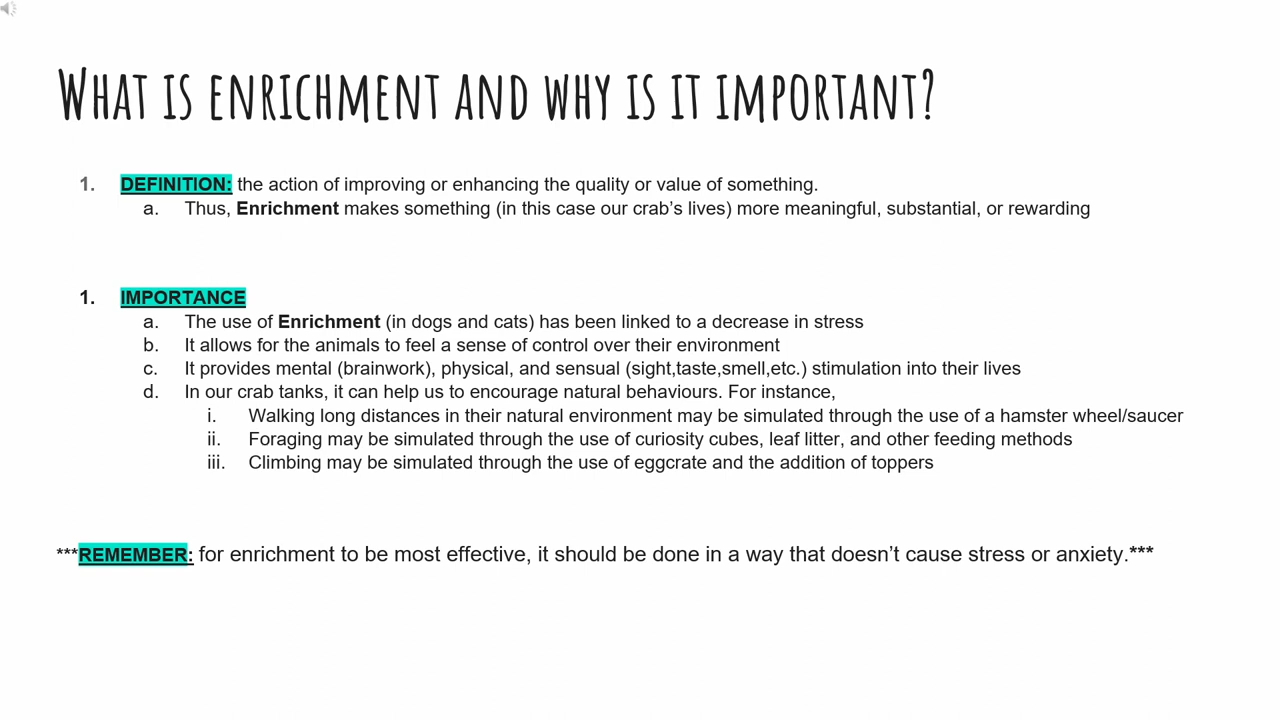 WHAT IS ENRICHMENT AND WHY IS IT IMPORTANT?
1. DEFINITION: the action of improving or enhancing the quality or value of something.
a. Thus, Enrichment makes something (in this case our crab’s lives) more meaningful, substantial, or rewarding
1. IMPORTANCE
a. The use of Enrichment (in dogs and cats) has been linked to a decrease in stress
b. It allows for the animals to feel a sense of control over their environment
c. It provides mental (brainwork), physical, and sensual (sight,taste,smell,etc.) stimulation into their lives
d. In our crab tanks, it can help us to encourage natural behaviours. For instance,
i. Walking long distances in their natural environment may be simulated through the use of a hamster wheel/saucer
ii. Foraging may be simulated through the use of curiosity cubes, leaf litter, and other feeding methods
iii. Climbing may be simulated through the use of eggcrate and the addition of toppers
***REMEMBER: for enrichment to be most effective, it should be done in a way that doesn’t cause stress or anxiety.***